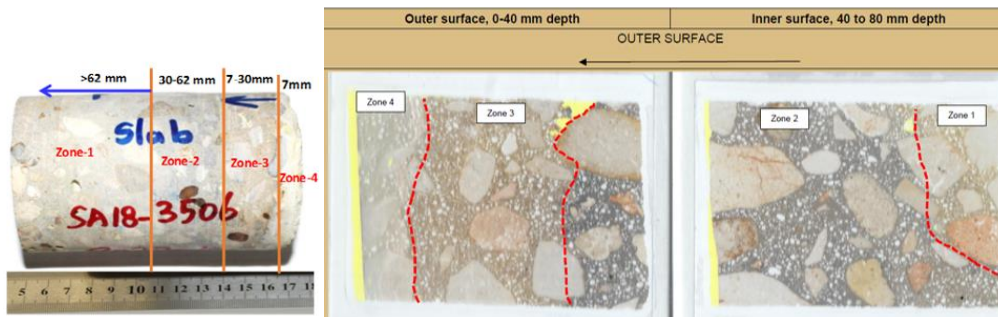 Outer surface, 0-40 mm depth
Inner surface, 40 to 80 mm depth
OUTER SURFACE
>62 mm
30-62 mm
7-30mm
7mm
Slab
Zone-1
Zone-2
Zone-3
Zone-4
SA18-3506
5 6 7 8 9 10 11 12 13 14 15 16 17 18
Zone 4
Zone 3
Zone 2
Zone 1